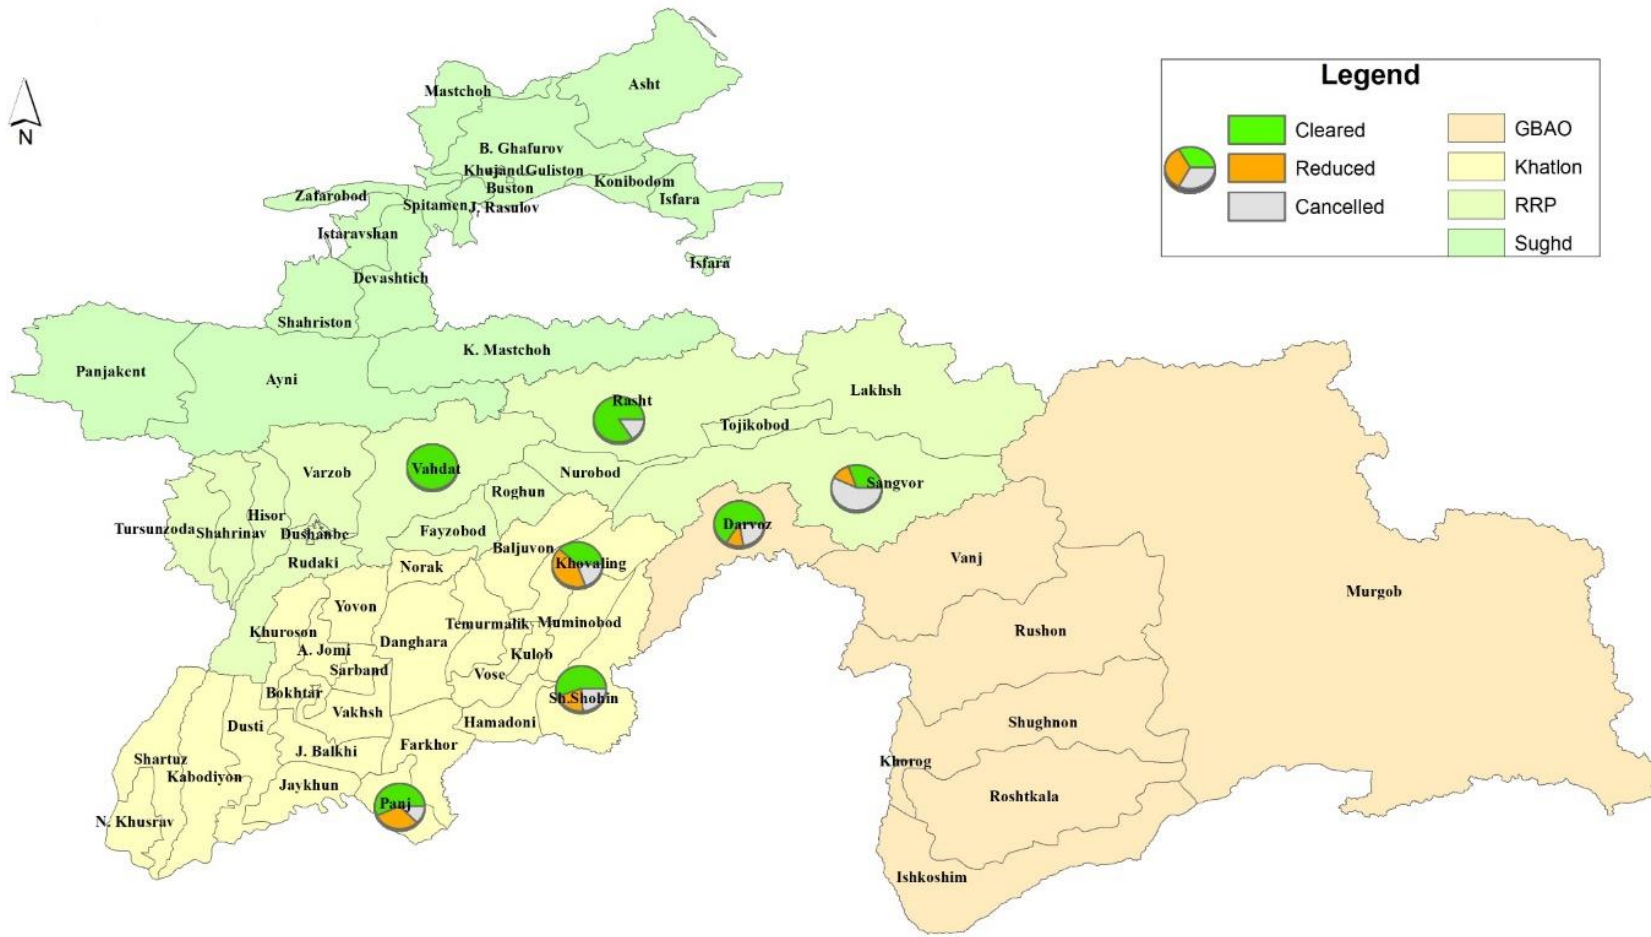 Legend
Cleared
Reduced
Cancelled
GBAO
Khatlon
RRP
Sughd
N
Asht
Mastchoh
B. Ghafurov
Khujand
Guliston
Buston
Konibodom
Isfara
Zafarobod
Spitamen
J. Rasulov
Istaravshan
Isfara
Devashtich
Shahriston
K. Mastchoh
Panjakent
Ayni
Rasht
Lakhsh
Tojikobod
Vahdat
Varzob
Nurobod
Sangvor
Roghun
Hisor
Tursunzoda
Shahrinav
Dushanbe
Fayzobod
Darvoz
Baljuvon
Rudaki
Norak
Khovaling
Vanj
Murgob
Yovon
Temurmalik
Muminobod
Khuroson
Danghara
Rushon
A. Jomi
Kulob
Sarband
Vose
Bokhtar
Sh.Shohin
Vakhsh
Dusti
Hamadoni
Shughnon
J. Balkhi
Farkhor
Shartuz
Kabodiyon
Jaykhun
Khorog
Roshtkala
Panj
N. Khusrav
Ishkoshim